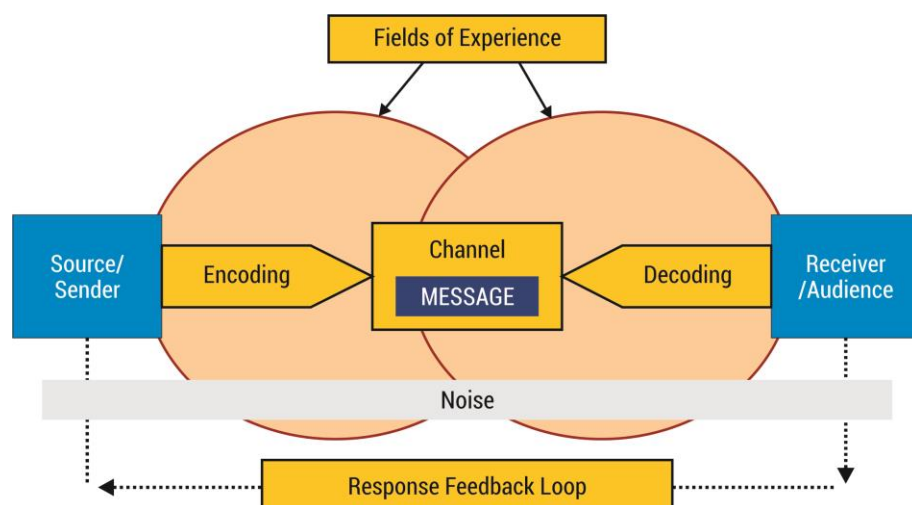 Fields of Experience
Source/
Sender
Encoding
Channel
MESSAGE
Decoding
Receiver
/Audience
Noise
Response Feedback Loop